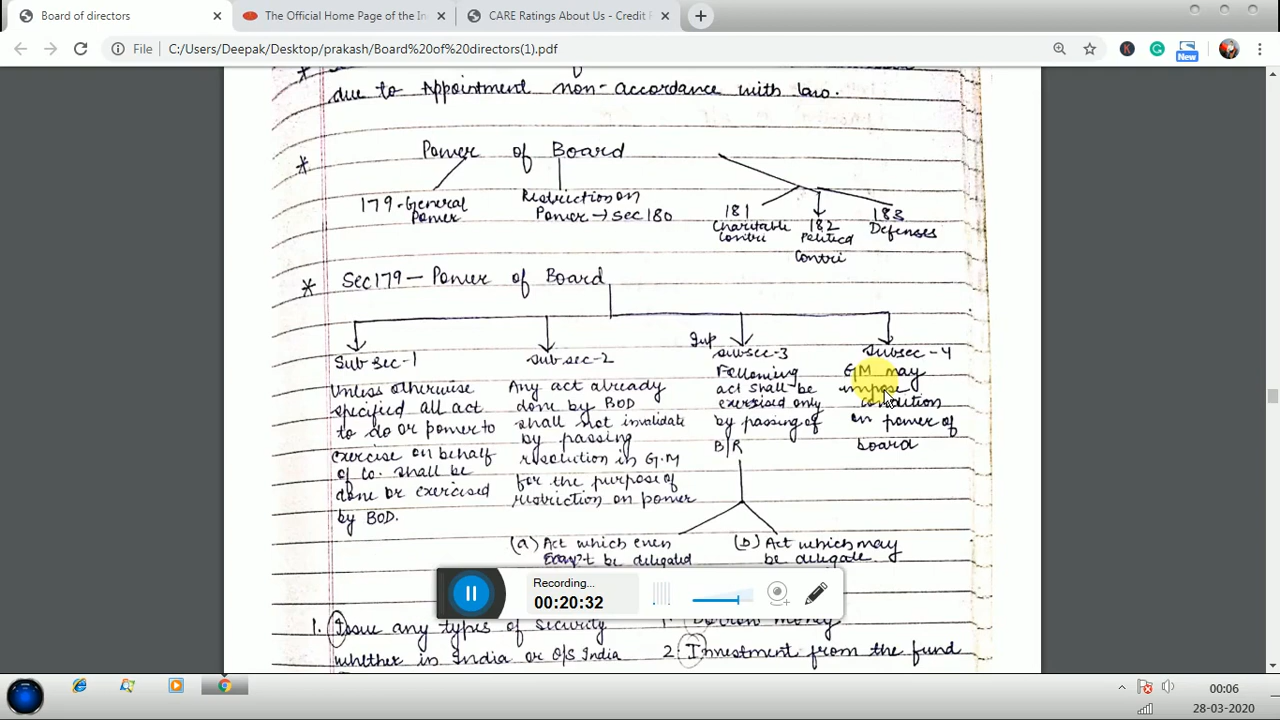 Board of directors
The Official Home Page of the In
CARE Ratings About Us - Credit R
File
C:/Users/Deepak/Desktop/prakash/Board%20of%20directors(1).pdf
New
due to Appointment non-accordance with law.
* Power of Board
179-General Power
Restriction on Power → Sec 180
181 Charitable Contri
182 Political Contri
183 Defenses
* Sec 179 — Power of Board
Sub sec-1
Unless otherwise
specified all act
to do or power to
exercise on behalf
of co. shall be
done or exercised
by BOD.
sub sec-2
Any act already
done by BOD
shall not invalidate
by passing
resolution in G.M
for the purpose of
restriction on power
Imp
subsec-3
Following
act shall be
exercised only
by passing of
B/R
subsec-4
GM may
impose
condition
on power of
board
(a) Act which even
can't be delegated
(b) Act which may
be delegate.
Recording...
00:20:32
1. Issue any types of security
whether in India or O/S India
1. Borrow money
2. Investment from the fund
00:06
28-03-2020